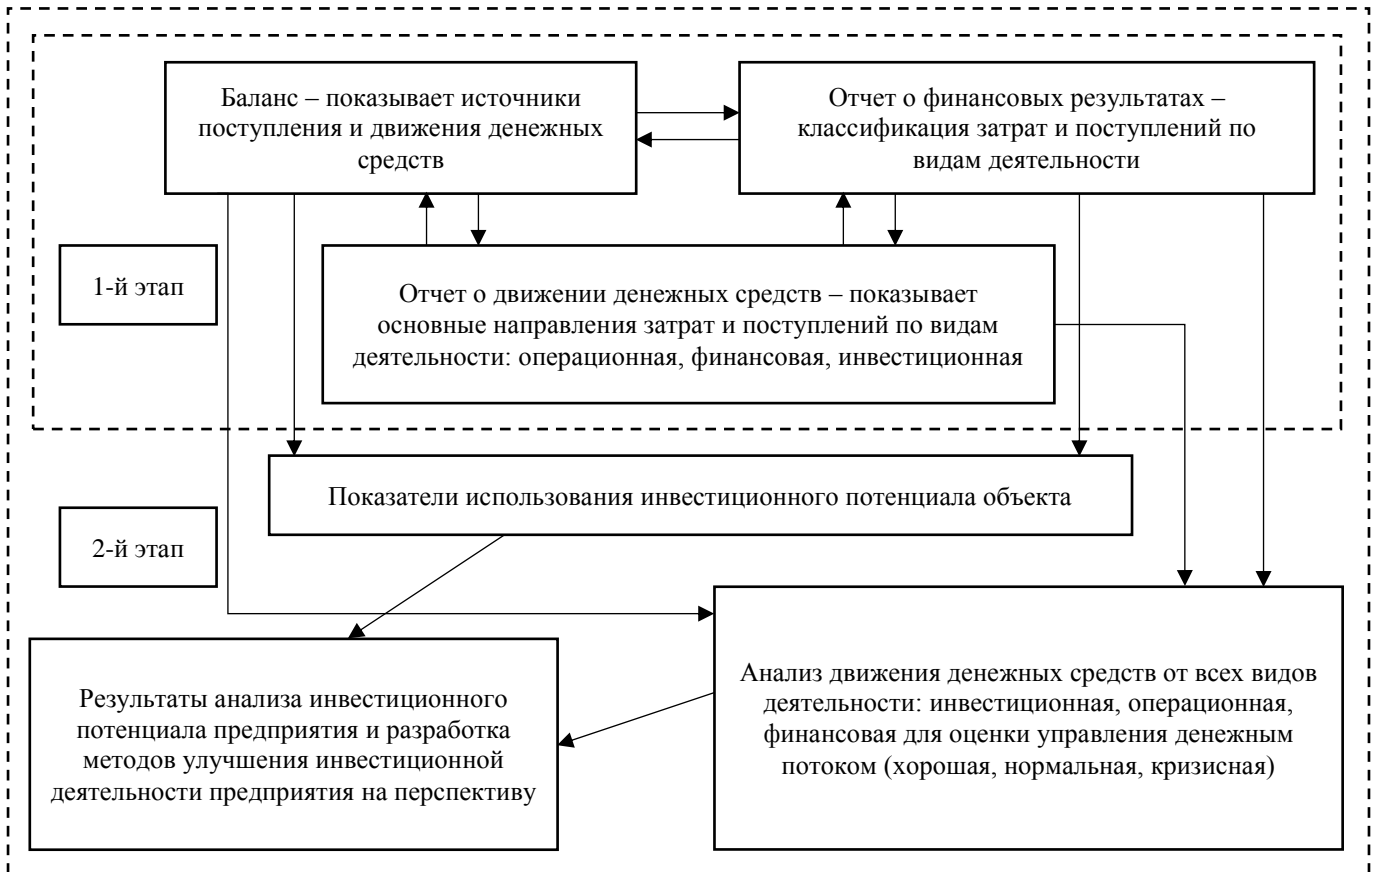 Баланс – показывает источники
поступления и движения денежных
средств
Отчет о финансовых результатах –
классификация затрат и поступлений по
видам деятельности
1-й этап
Отчет о движении денежных средств – показывает
основные направления затрат и поступлений по видам
деятельности: операционная, финансовая, инвестиционная
Показатели использования инвестиционного потенциала объекта
2-й этап
Результаты анализа инвестиционного
потенциала предприятия и разработка
методов улучшения инвестиционной
деятельности предприятия на перспективу
Анализ движения денежных средств от всех видов
деятельности: инвестиционная, операционная,
финансовая для оценки управления денежным
потоком (хорошая, нормальная, кризисная)